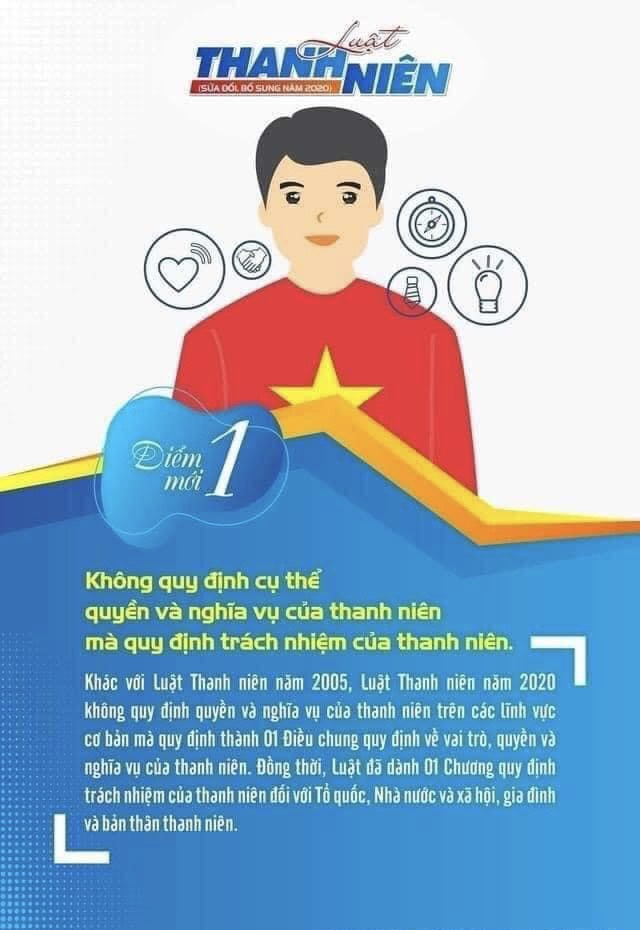 Luật
THANH NIÊN
(SỬA ĐỔI, BỔ SUNG NĂM 2020)
Điểm
mới 1
Không quy định cụ thể
quyền và nghĩa vụ của thanh niên
mà quy định trách nhiệm của thanh niên.
Khác với Luật Thanh niên năm 2005, Luật Thanh niên năm 2020
không quy định quyền và nghĩa vụ của thanh niên trên các lĩnh vực
cơ bản mà quy định thành 01 Điều chung quy định về vai trò, quyền và
nghĩa vụ của thanh niên. Đồng thời, Luật đã dành 01 Chương quy định
trách nhiệm của thanh niên đối với Tổ quốc, Nhà nước và xã hội, gia đình
và bản thân thanh niên.